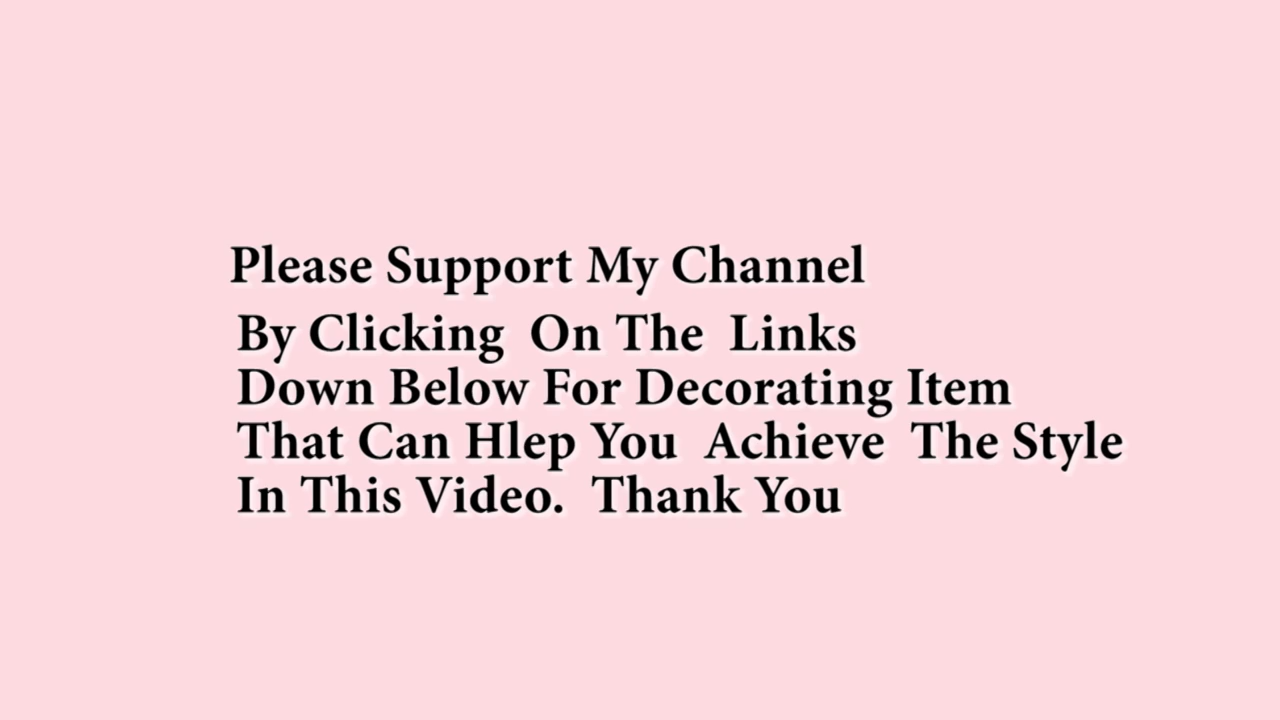 Please Support My Channel
By Clicking On The Links
Down Below For Decorating Item
That Can Hlep You Achieve The Style
In This Video. Thank You